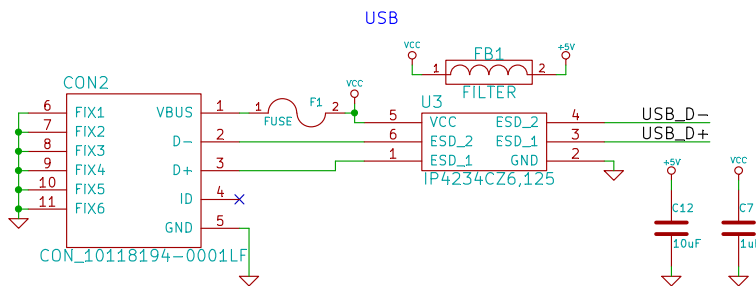 USB
VCC
FB1
+5V
1
2
FILTER
CON2
VCC
F1
1
2
FUSE
U3
6 FIX1
VBUS 1
7 FIX2
D- 2
8 FIX3
D+ 3
9 FIX4
10 FIX5
ID 4
11 FIX6
GND 5
CON_10118194-0001LF
5 VCC
ESD_2 4
USB_D-
6 ESD_2
ESD_1 3
USB_D+
1 ESD_1
GND 2
IP4234CZ6,125
+5V
VCC
C12
C7
10uF